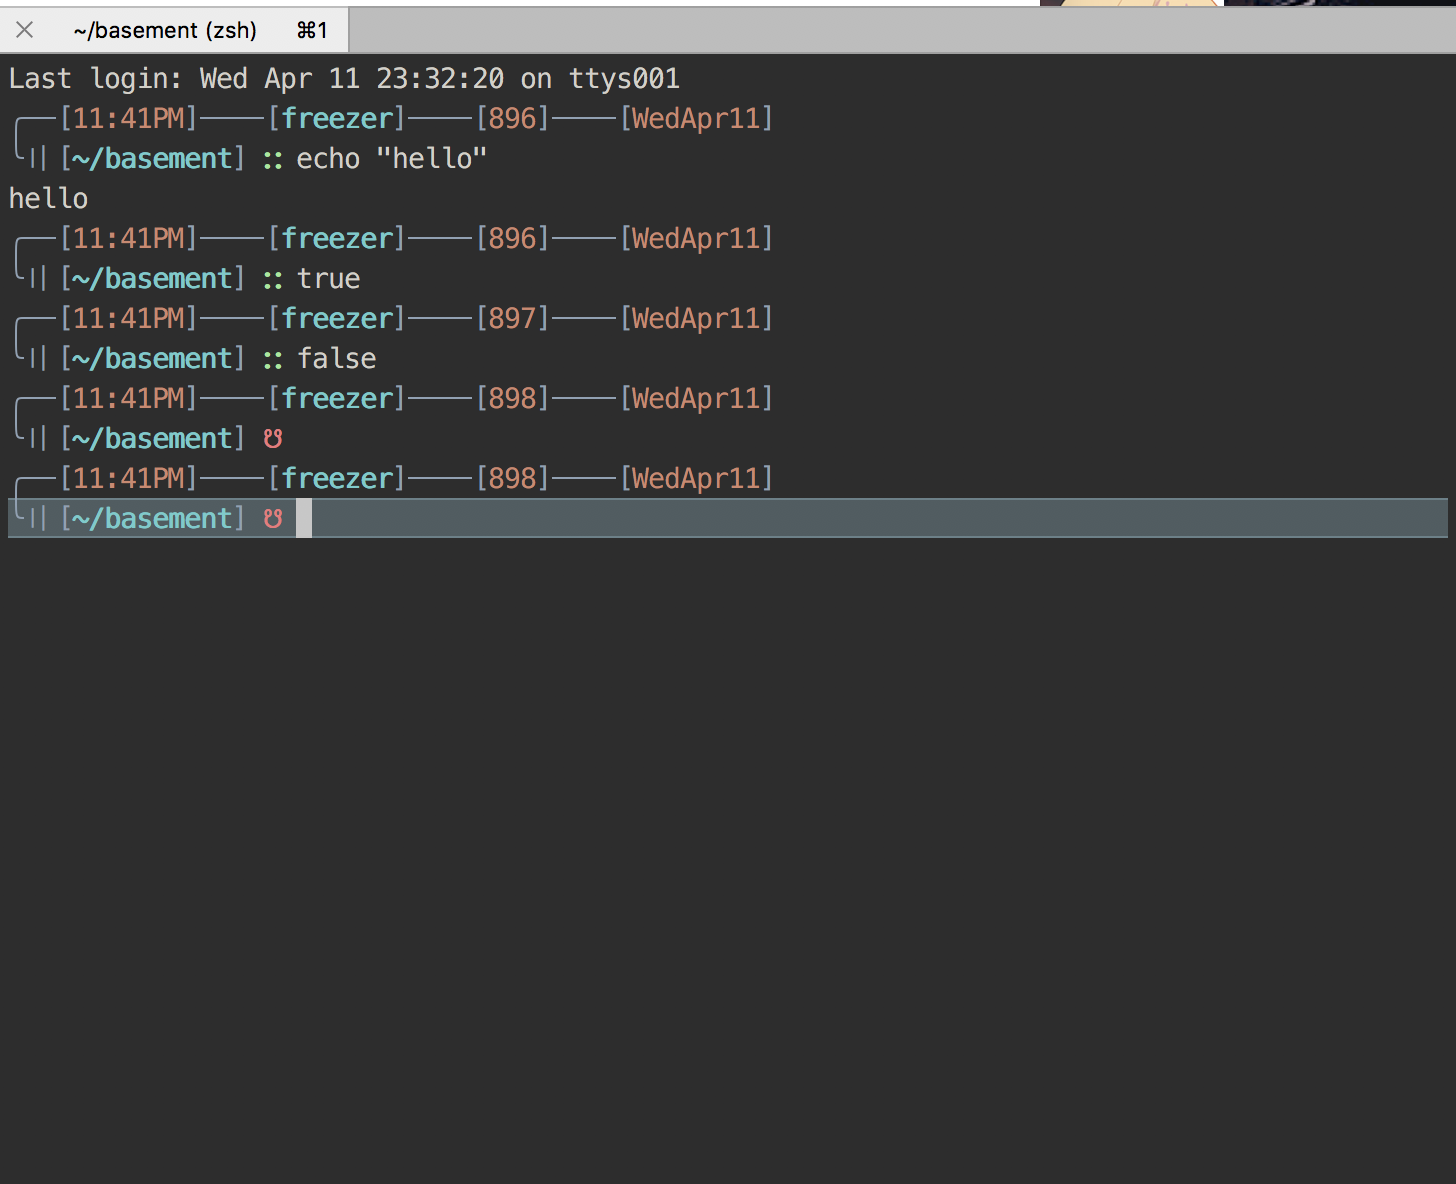 ~/basement (zsh) ⌘1
Last login: Wed Apr 11 23:32:20 on ttys001
╭──[11:41PM]────[freezer]────[896]────[WedApr11]
╰|| [~/basement] :: echo "hello"
hello
╭──[11:41PM]────[freezer]────[896]────[WedApr11]
╰|| [~/basement] :: true
╭──[11:41PM]────[freezer]────[897]────[WedApr11]
╰|| [~/basement] :: false
╭──[11:41PM]────[freezer]────[898]────[WedApr11]
╰|| [~/basement] ☋
╭──[11:41PM]────[freezer]────[898]────[WedApr11]
╰|| [~/basement] ☋